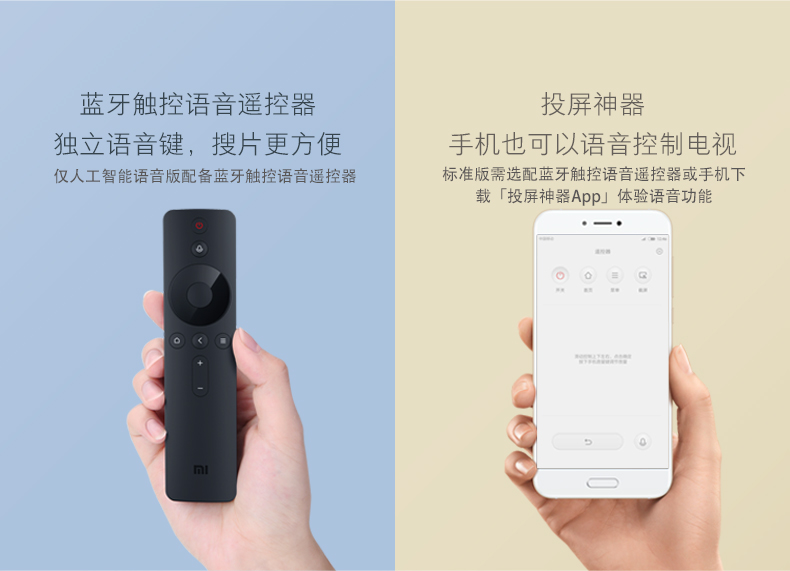 蓝牙触控语音遥控器
独立语音键，搜片更方便
仅人工智能语音版配备蓝牙触控语音遥控器
投屏神器
手机也可以语音控制电视
标准版需选配蓝牙触控语音遥控器或手机下
载「投屏神器App」体验语音功能
mi
遥控器